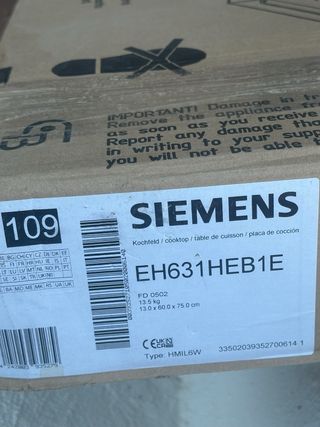 IMPORTANT! Damage in tr
Remove the appliance
as soon as you receive
Report any damage tha
in writing to your supp
you will not be able t
109
SIEMENS
Kochfeld / cooktop / table de cuisson / placa de cocción
EH631HEB1E
FD 0502
13.5 kg
13.0 x 60.0 x 75.0 cm
Type: HMIL6W
33502039352700614 1